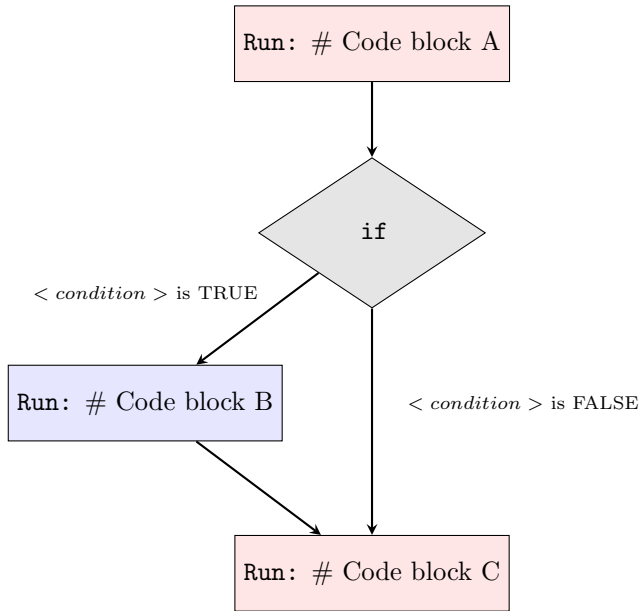 Run: # Code block A
if
< condition > is TRUE
Run: # Code block B
< condition > is FALSE
Run: # Code block C